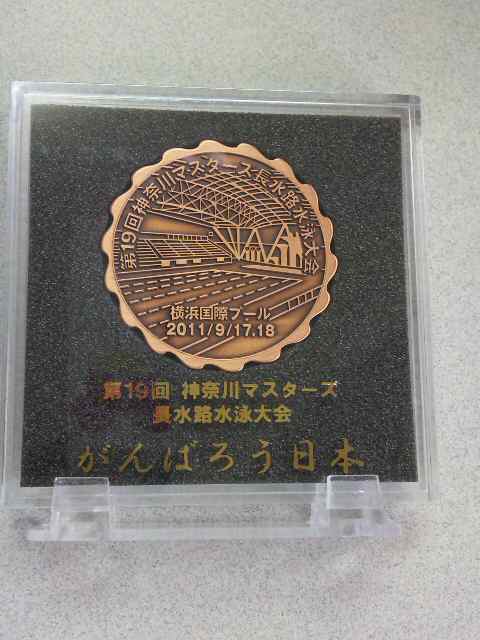 第19回神奈川マスターズ長水路水泳大会
横浜国際プール
2011/9/17.18
第19回 神奈川マスターズ
長水路水泳大会
がんばろう日本